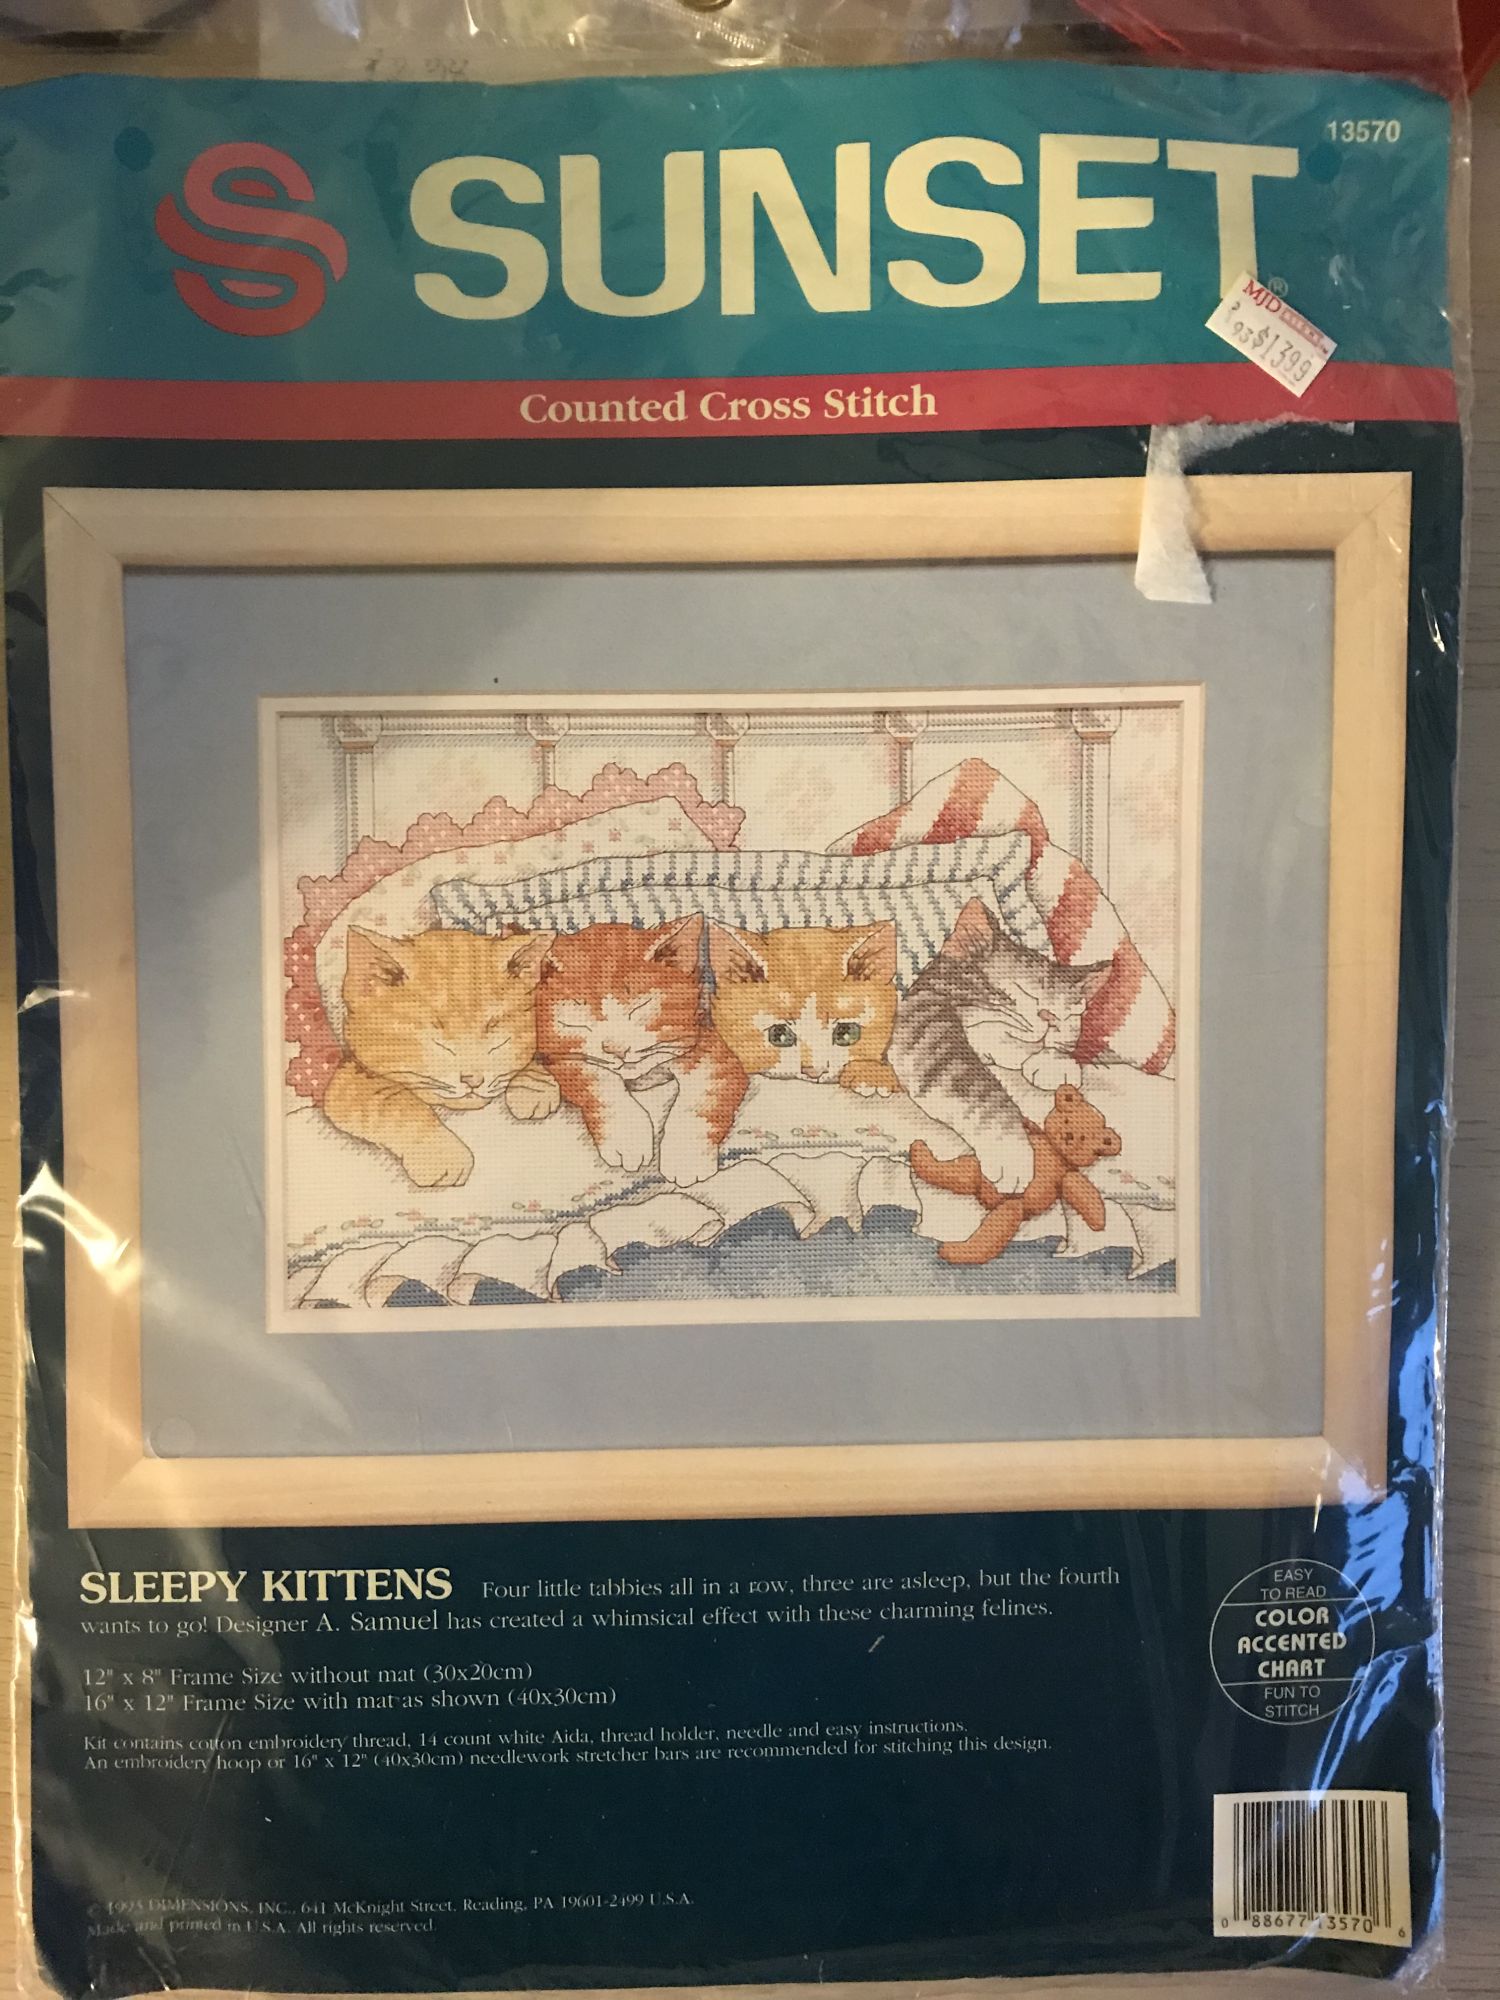 13570
SUNSET®
MJD
93 $13.99
Counted Cross Stitch
SLEEPY KITTENS Four little tabbies all in a row, three are asleep, but the fourth
wants to go! Designer A. Samuel has created a whimsical effect with these charming felines.
12" x 8" Frame Size without mat (30x20cm)
16" x 12" Frame Size with mat as shown (40x30cm)
Kit contains cotton embroidery thread, 14 count white Aida, thread holder, needle and easy instructions.
An embroidery hoop or 16" x 12" (40x30cm) needlework stretcher bars are recommended for stitching this design.
EASY
TO READ
COLOR
ACCENTED
CHART
FUN TO
STITCH
© 1995 DIMENSIONS, INC., 641 McKnight Street, Reading, PA 19601-2499 U.S.A.
Made and printed in U.S.A. All rights reserved.
0 88677 13570 6